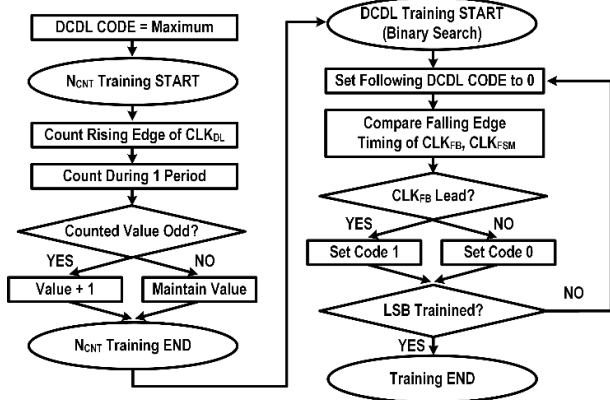 DCDL CODE = Maximum
NCNT Training START
Count Rising Edge of CLKDL
Count During 1 Period
Counted Value Odd?
YES
NO
Value + 1
Maintain Value
NCNT Training END
DCDL Training START
(Binary Search)
Set Following DCDL CODE to 0
Compare Falling Edge
Timing of CLKFB, CLKFSM
CLKFB Lead?
YES
NO
Set Code 1
Set Code 0
LSB Trainined?
NO
YES
Training END